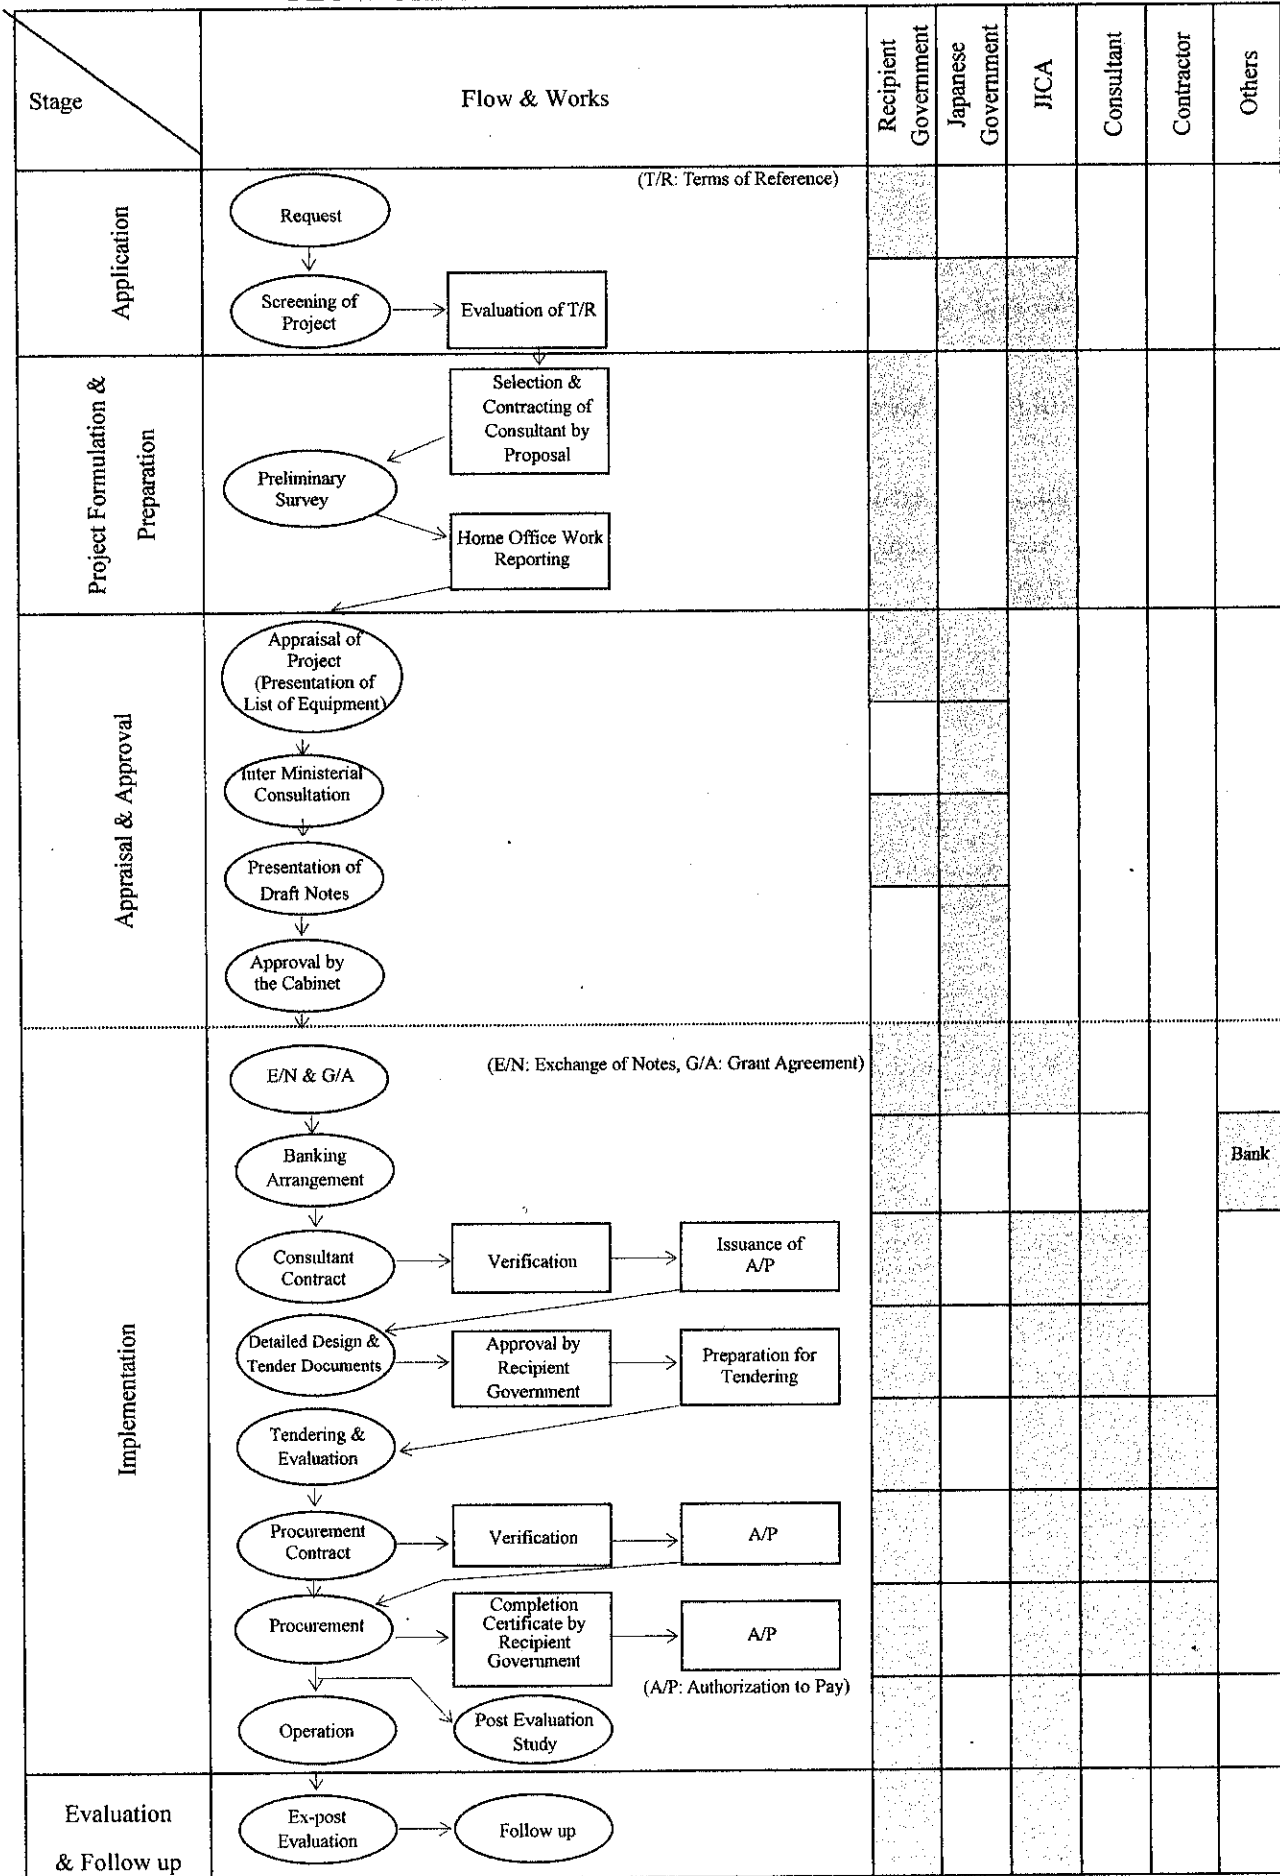 Stage
Flow & Works
Recipient
Government
Japanese
Government
JICA
Consultant
Contractor
Others
Application
(T/R: Terms of Reference)
Request
Screening of
Project
Evaluation of T/R
Project Formulation &
Preparation
Selection &
Contracting of
Consultant by
Proposal
Preliminary
Survey
Home Office Work
Reporting
Appraisal & Approval
Appraisal of
Project
(Presentation of
List of Equipment)
Inter Ministerial
Consultation
Presentation of
Draft Notes
Approval by
the Cabinet
Implementation
E/N & G/A
(E/N: Exchange of Notes, G/A: Grant Agreement)
Banking
Arrangement
Bank
Consultant
Contract
Verification
Issuance of
A/P
Detailed Design &
Tender Documents
Approval by
Recipient
Government
Preparation for
Tendering
Tendering &
Evaluation
Procurement
Contract
Verification
A/P
Procurement
Completion
Certificate by
Recipient
Government
A/P
(A/P: Authorization to Pay)
Operation
Post Evaluation
Study
Evaluation
& Follow up
Ex-post
Evaluation
Follow up